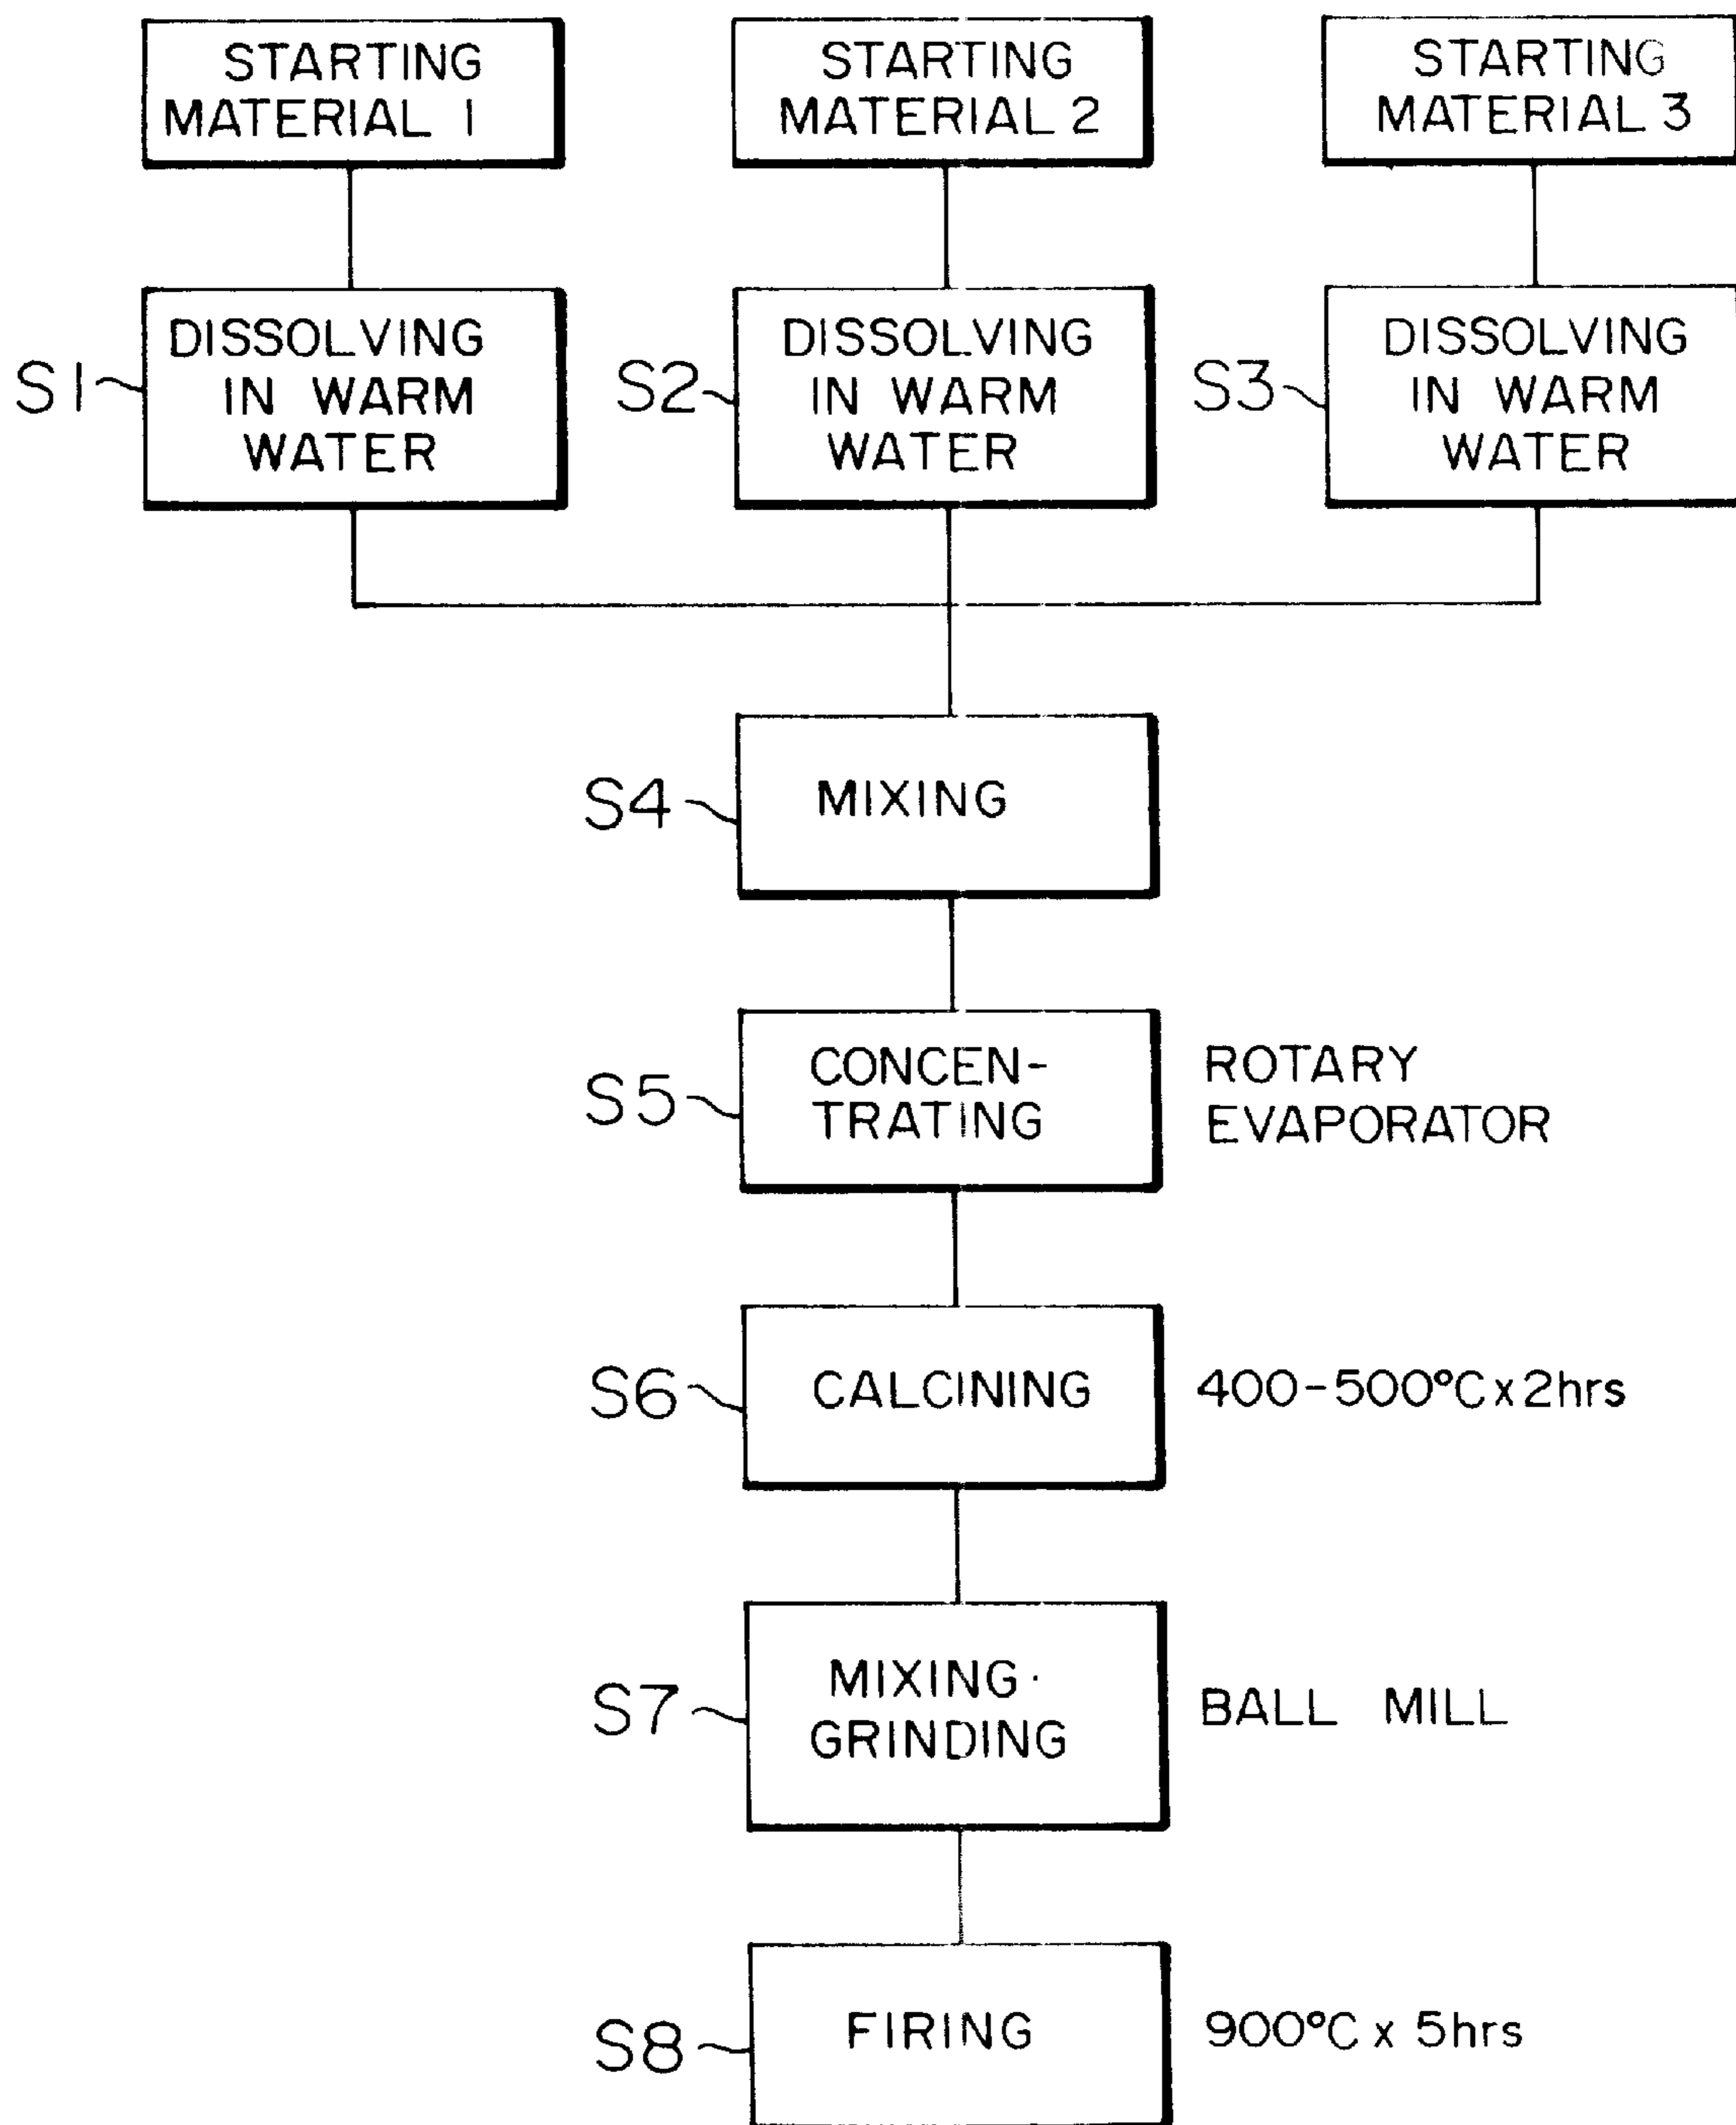 STARTING
MATERIAL 1
STARTING
MATERIAL 2
STARTING
MATERIAL 3
S1
DISSOLVING
IN WARM
WATER
S2
DISSOLVING
IN WARM
WATER
S3
DISSOLVING
IN WARM
WATER
S4
MIXING
S5
CONCEN-
TRATING
ROTARY
EVAPORATOR
S6
CALCINING
400-500°C x 2hrs
S7
MIXING·
GRINDING
BALL MILL
S8
FIRING
900°C x 5hrs